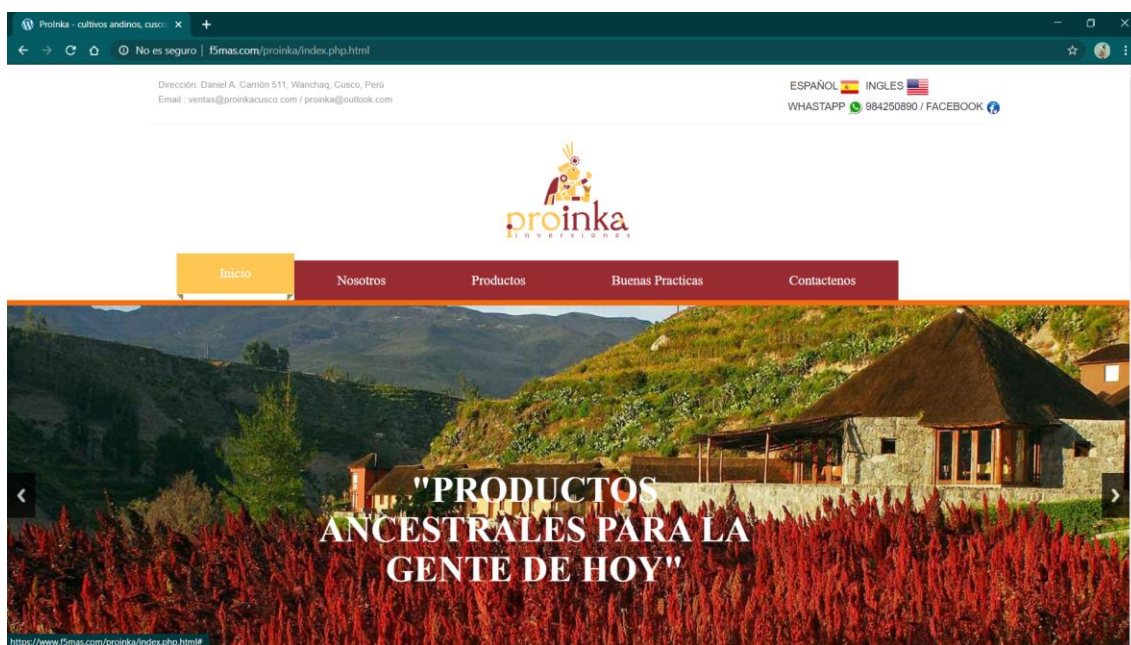 ProInka - cultivos andinos, cusco
No es seguro | f5mas.com/proinka/index.php.html
Dirección: Daniel A. Carrión 511, Wanchaq, Cusco, Perú
Email : ventas@proinkacusco.com / proinka@outlook.com
ESPAÑOL INGLES
WHASTAPP 984250890 / FACEBOOK
proinka
inversiones
Inicio Nosotros Productos Buenas Practicas Contactenos
"PRODUCTOS
ANCESTRALES PARA LA
GENTE DE HOY"
https://www.f5mas.com/proinka/index.php.html#